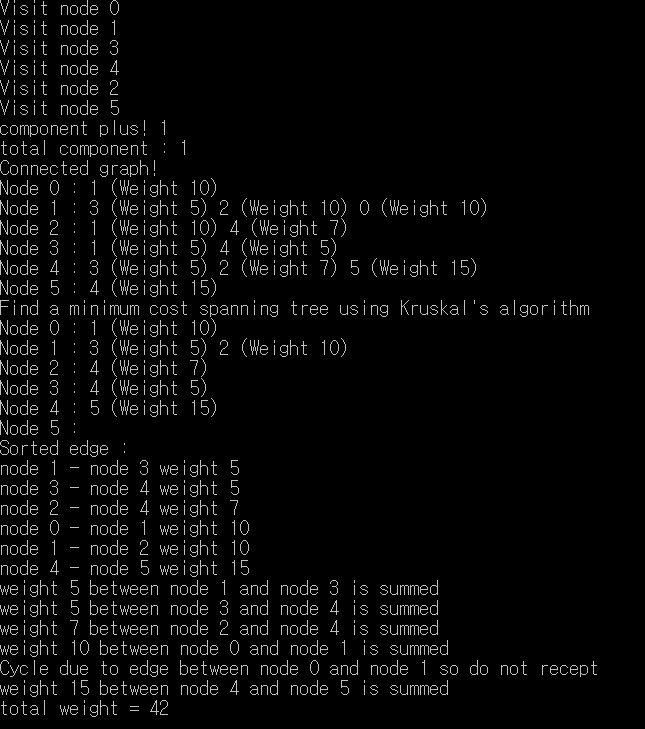 Visit node 0
Visit node 1
Visit node 3
Visit node 4
Visit node 2
Visit node 5
component plus! 1
total component : 1
Connected graph!
Node 0 : 1 (Weight 10)
Node 1 : 3 (Weight 5) 2 (Weight 10) 0 (Weight 10)
Node 2 : 1 (Weight 10) 4 (Weight 7)
Node 3 : 1 (Weight 5) 4 (Weight 5)
Node 4 : 3 (Weight 5) 2 (Weight 7) 5 (Weight 15)
Node 5 : 4 (Weight 15)
Find a minimum cost spanning tree using Kruskal's algorithm
Node 0 : 1 (Weight 10)
Node 1 : 3 (Weight 5) 2 (Weight 10)
Node 2 : 4 (Weight 7)
Node 3 : 4 (Weight 5)
Node 4 : 5 (Weight 15)
Node 5 :
Sorted edge :
node 1 - node 3 weight 5
node 3 - node 4 weight 5
node 2 - node 4 weight 7
node 0 - node 1 weight 10
node 1 - node 2 weight 10
node 4 - node 5 weight 15
weight 5 between node 1 and node 3 is summed
weight 5 between node 3 and node 4 is summed
weight 7 between node 2 and node 4 is summed
weight 10 between node 0 and node 1 is summed
Cycle due to edge between node 0 and node 1 so do not recept
weight 15 between node 4 and node 5 is summed
total weight = 42